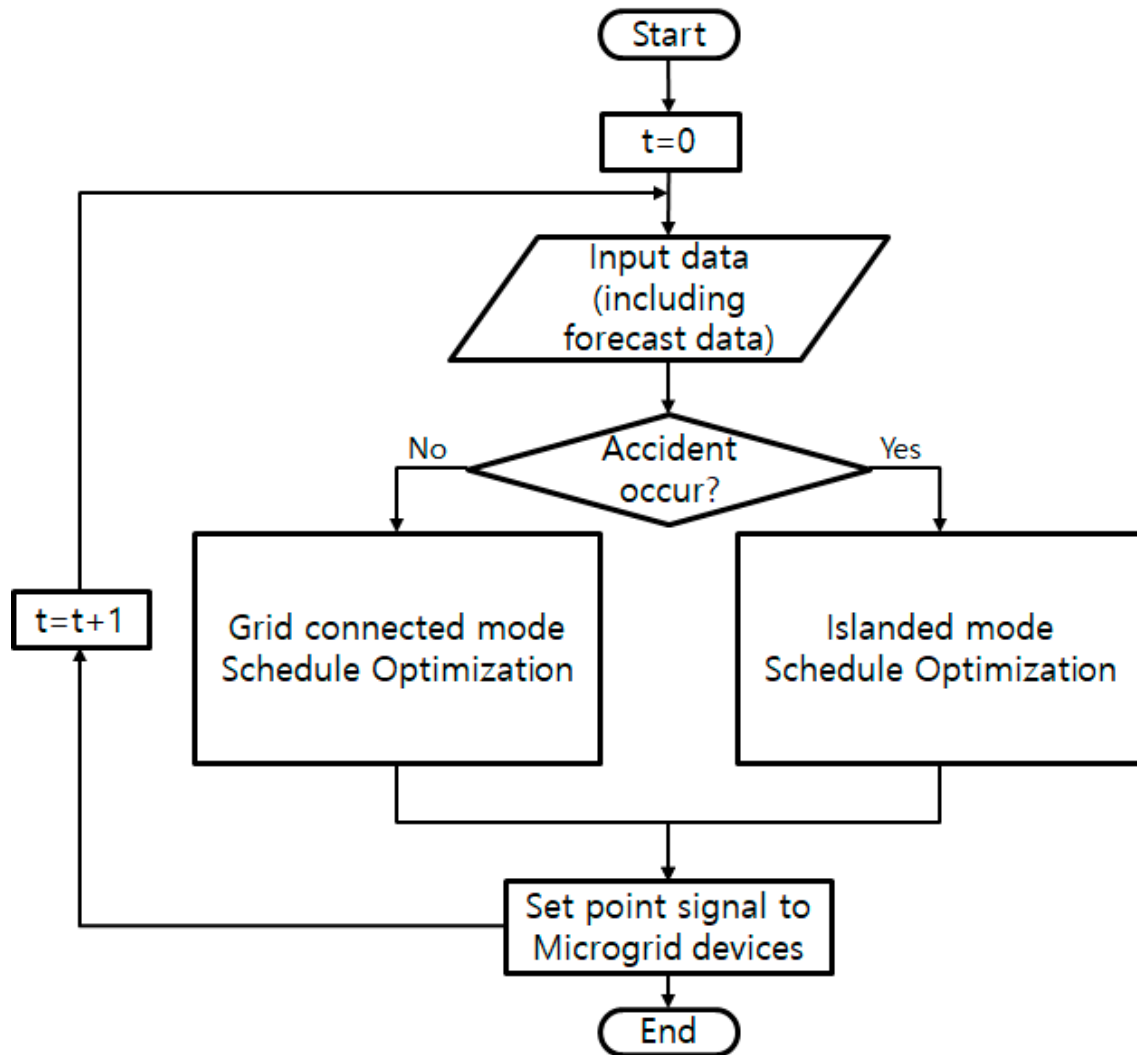 Start
t=0
Input data
(including
forecast data)
Accident
occur?
No
Yes
Grid connected mode
Schedule Optimization
Islanded mode
Schedule Optimization
t=t+1
Set point signal to
Microgrid devices
End